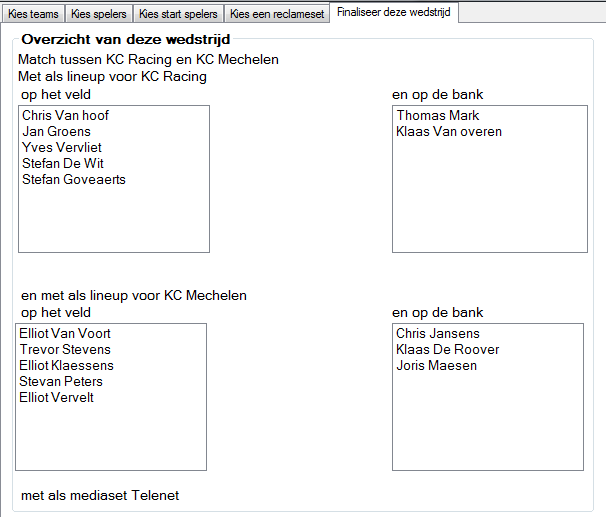 Kies teams Kies spelers Kies start spelers Kies een reclameset Finaliseer deze wedstrijd
Overzicht van deze wedstrijd
Match tussen KC Racing en KC Mechelen
Met als lineup voor KC Racing
op het veld
Chris Van hoof
Jan Groens
Yves Vervliet
Stefan De Wit
Stefan Goveaerts
en op de bank
Thomas Mark
Klaas Van overen
en met als lineup voor KC Mechelen
op het veld
Elliot Van Voort
Trevor Stevens
Elliot Klaessens
Stevan Peters
Elliot Vervelt
en op de bank
Chris Jansens
Klaas De Roover
Joris Maesen
met als mediaset Telenet